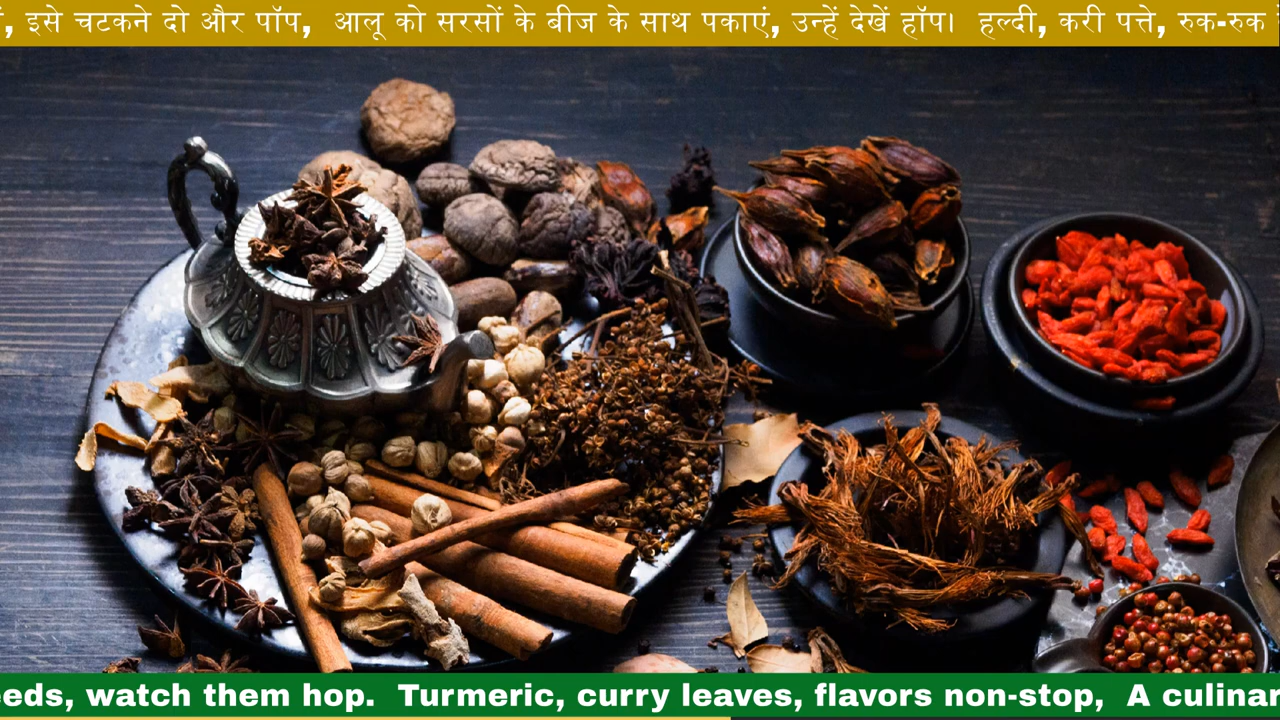 , इसे चटकने दो और पॉप, आलू को सरसों के बीज के साथ पकाएं, उन्हें देखें हॉप। हल्दी, करी पत्ते, रुक-रुक
eeds, watch them hop. Turmeric, curry leaves, flavors non-stop, A culinar